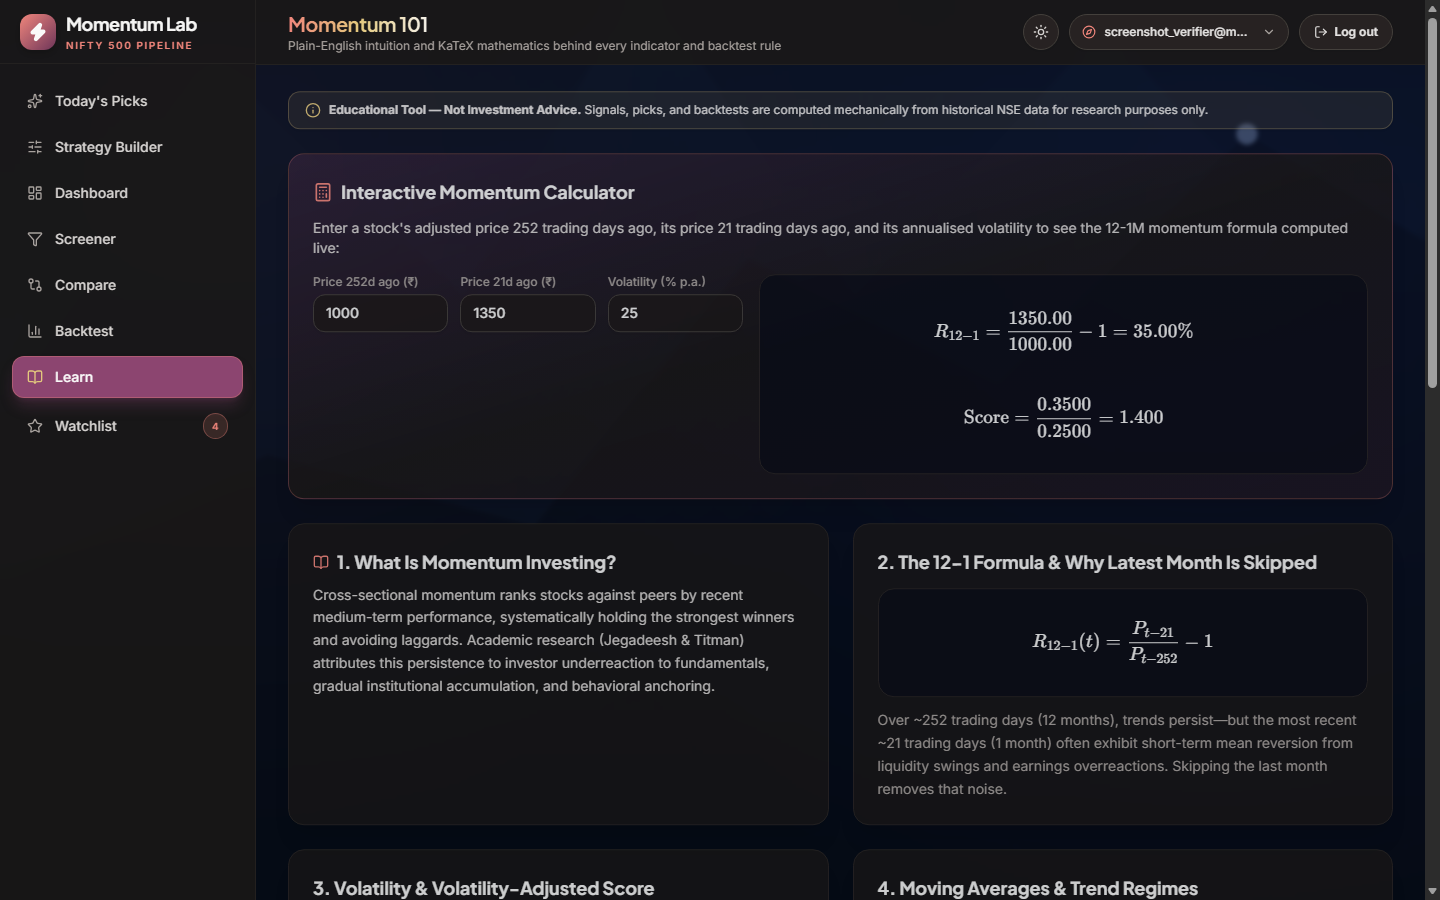 Momentum Lab
NIFTY 500 PIPELINE
Today's Picks
Strategy Builder
Dashboard
Screener
Compare
Backtest
Learn
Watchlist
4
Momentum 101
Plain-English intuition and KaTeX mathematics behind every indicator and backtest rule
screenshot_verifier@m...
Log out
Educational Tool — Not Investment Advice. Signals, picks, and backtests are computed mechanically from historical NSE data for research purposes only.
Interactive Momentum Calculator
Enter a stock's adjusted price 252 trading days ago, its price 21 trading days ago, and its annualised volatility to see the 12-1M momentum formula computed
live:
Price 252d ago (₹)
Price 21d ago (₹)
Volatility (% p.a.)
1000
1350
25
R12−1 = 1350.00/1000.00 − 1 = 35.00%
Score = 0.3500/0.2500 = 1.400
1. What Is Momentum Investing?
Cross-sectional momentum ranks stocks against peers by recent
medium-term performance, systematically holding the strongest winners
and avoiding laggards. Academic research (Jegadeesh & Titman)
attributes this persistence to investor underreaction to fundamentals,
gradual institutional accumulation, and behavioral anchoring.
2. The 12-1 Formula & Why Latest Month Is Skipped
R12−1(t) = Pt−21/Pt−252 − 1
Over ~252 trading days (12 months), trends persist—but the most recent
~21 trading days (1 month) often exhibit short-term mean reversion from
liquidity swings and earnings overreactions. Skipping the last month
removes that noise.
3. Volatility & Volatility-Adjusted Score
4. Moving Averages & Trend Regimes